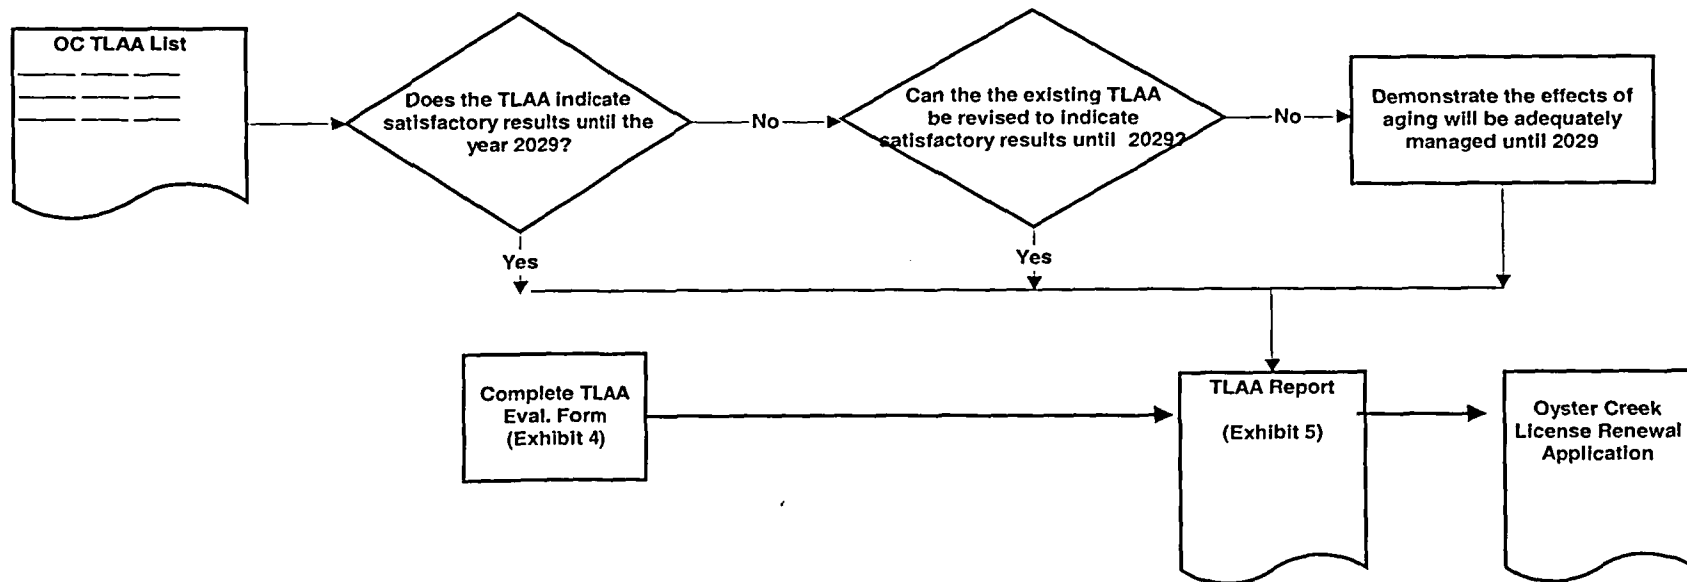 OC TLAA List
Does the TLAA indicate
satisfactory results until the
year 2029?
No
Can the the existing TLAA
be revised to indicate
satisfactory results until 2029?
No
Demonstrate the effects of
aging will be adequately
managed until 2029
Yes
Yes
Complete TLAA
Eval. Form
(Exhibit 4)
TLAA Report
(Exhibit 5)
Oyster Creek
License Renewal
Application